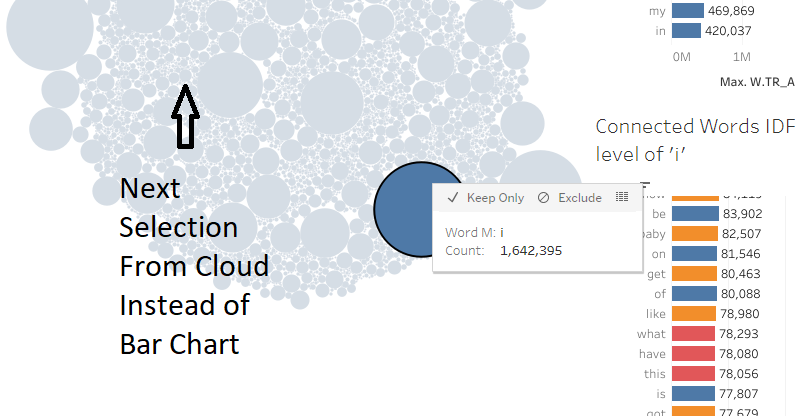 my 469,869
in 420,037
0M 1M
Max. W.TR_A
Connected Words IDF
level of 'i'
be 83,902
82,507
on 81,546
get 80,463
of 80,088
like 78,980
what 78,293
have 78,080
this 78,056
is 77,807
got 77,679
Keep Only Exclude
Word M: i
Count: 1,642,395
Next
Selection
From Cloud
Instead of
Bar Chart